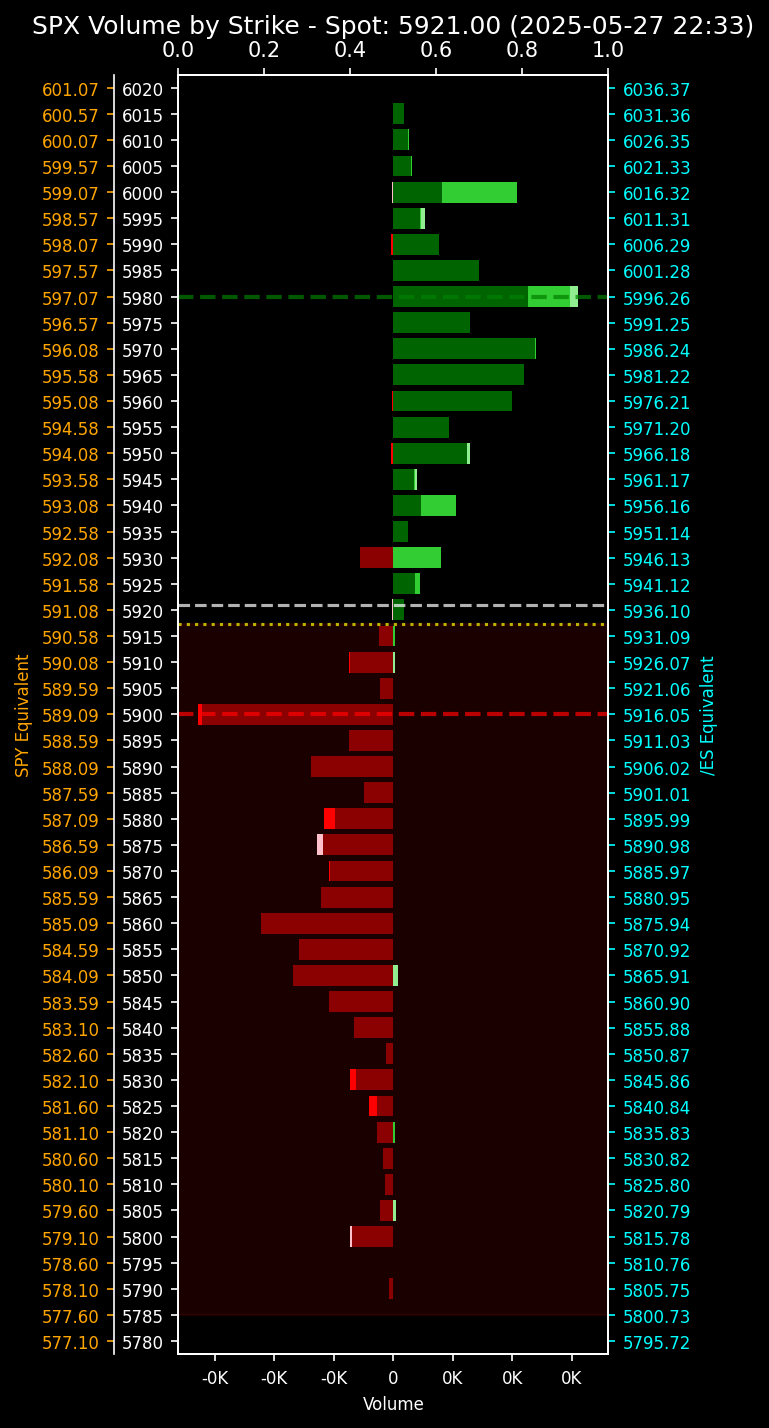 SPX Volume by Strike - Spot: 5921.00 (2025-05-27 22:33)
0.0 0.2 0.4 0.6 0.8 1.0
601.07 6020 6036.37
600.57 6015 6031.36
600.07 6010 6026.35
599.57 6005 6021.33
599.07 6000 6016.32
598.57 5995 6011.31
598.07 5990 6006.29
597.57 5985 6001.28
597.07 5980 5996.26
596.57 5975 5991.25
596.08 5970 5986.24
595.58 5965 5981.22
595.08 5960 5976.21
594.58 5955 5971.20
594.08 5950 5966.18
593.58 5945 5961.17
593.08 5940 5956.16
592.58 5935 5951.14
592.08 5930 5946.13
591.58 5925 5941.12
591.08 5920 5936.10
590.58 5915 5931.09
590.08 5910 5926.07
589.59 5905 5921.06
589.09 5900 5916.05
588.59 5895 5911.03
588.09 5890 5906.02
587.59 5885 5901.01
587.09 5880 5895.99
586.59 5875 5890.98
586.09 5870 5885.97
585.59 5865 5880.95
585.09 5860 5875.94
584.59 5855 5870.92
584.09 5850 5865.91
583.59 5845 5860.90
583.10 5840 5855.88
582.60 5835 5850.87
582.10 5830 5845.86
581.60 5825 5840.84
581.10 5820 5835.83
580.60 5815 5830.82
580.10 5810 5825.80
579.60 5805 5820.79
579.10 5800 5815.78
578.60 5795 5810.76
578.10 5790 5805.75
577.60 5785 5800.73
577.10 5780 5795.72
SPY Equivalent
/ES Equivalent
-0K -0K -0K 0 0K 0K 0K
Volume